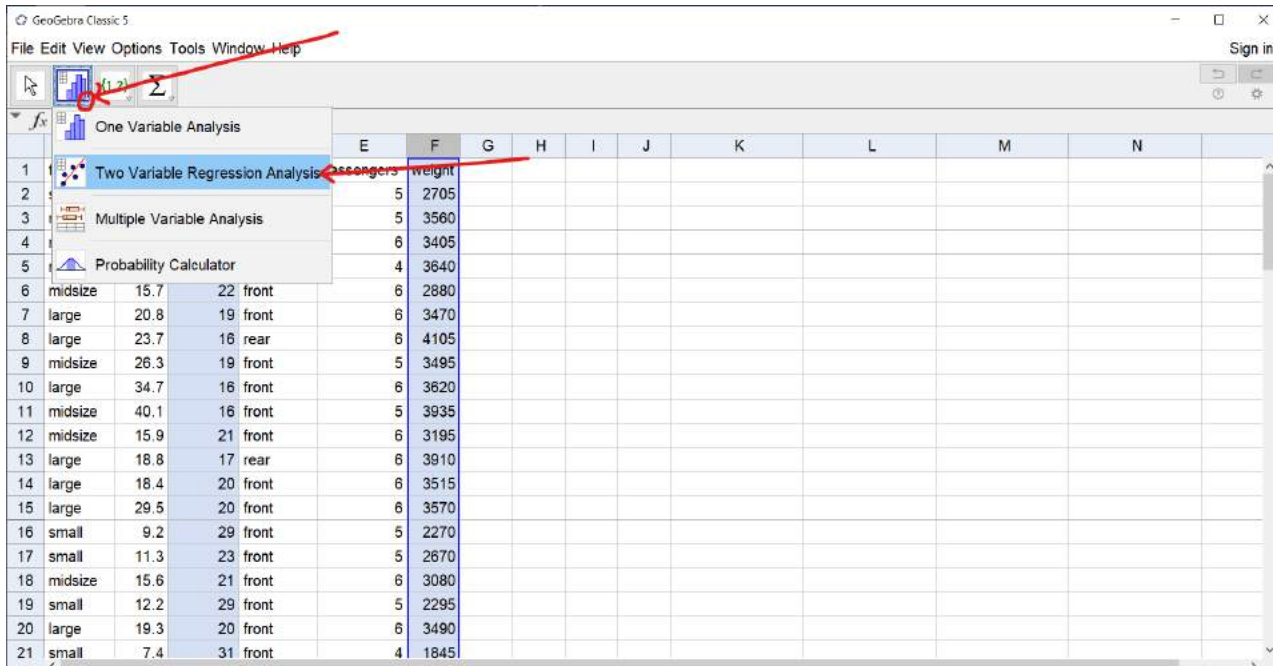 GeoGebra Classic 5
File Edit View Options Tools Window Help
Sign in
{1,2} Σ
fx
One Variable Analysis
Two Variable Regression Analysis
Multiple Variable Analysis
Probability Calculator
E F G H I J K L M N
1 passengers weight
2 5 2705
3 5 3560
4 6 3405
5 4 3640
6 midsize 15.7 22 front 6 2880
7 large 20.8 19 front 6 3470
8 large 23.7 16 rear 6 4105
9 midsize 26.3 19 front 5 3495
10 large 34.7 16 front 6 3620
11 midsize 40.1 16 front 5 3935
12 midsize 15.9 21 front 6 3195
13 large 18.8 17 rear 6 3910
14 large 18.4 20 front 6 3515
15 large 29.5 20 front 6 3570
16 small 9.2 29 front 5 2270
17 small 11.3 23 front 5 2670
18 midsize 15.6 21 front 6 3080
19 small 12.2 29 front 5 2295
20 large 19.3 20 front 6 3490
21 small 7.4 31 front 4 1845